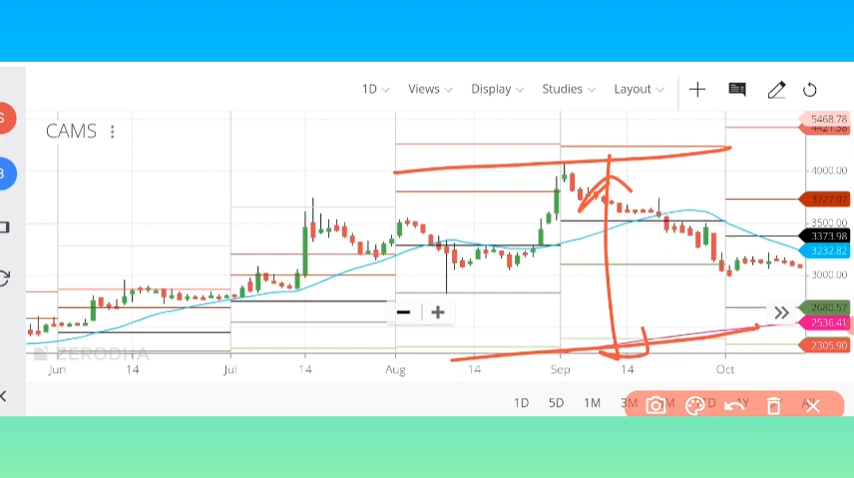 1D Views Display Studies Layout
5468.78
CAMS
4421.38
4000.00
3727.97
3500.00
3373.98
3232.82
3000.00
2680.57
2536.41
2305.90
ZERODHA
Jun 14 Jul 14 Aug 14 Sep 14 Oct
1D 5D 1M 3M